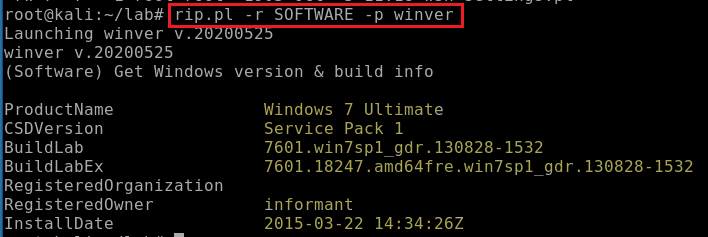 root@kali:~/lab# rip.pl -r SOFTWARE -p winver
Launching winver v.20200525
winver v.20200525
(Software) Get Windows version & build info
ProductName Windows 7 Ultimate
CSDVersion Service Pack 1
BuildLab 7601.win7sp1_gdr.130828-1532
BuildLabEx 7601.18247.amd64fre.win7sp1_gdr.130828-1532
RegisteredOrganization
RegisteredOwner informant
InstallDate 2015-03-22 14:34:26Z